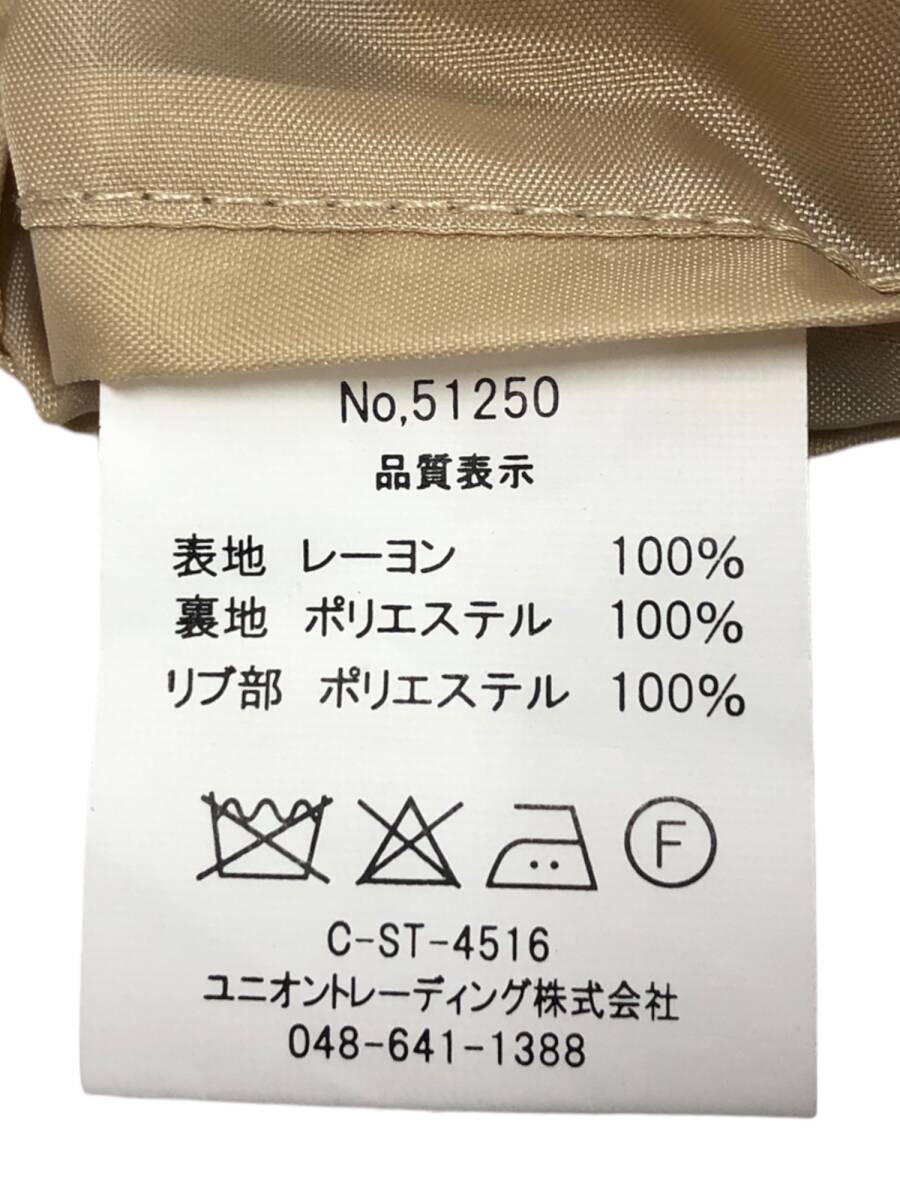 No,51250
品質表示
表地 レーヨン 100%
裏地 ポリエステル 100%
リブ部 ポリエステル 100%
F
C-ST-4516
ユニオントレーディング株式会社
048-641-1388